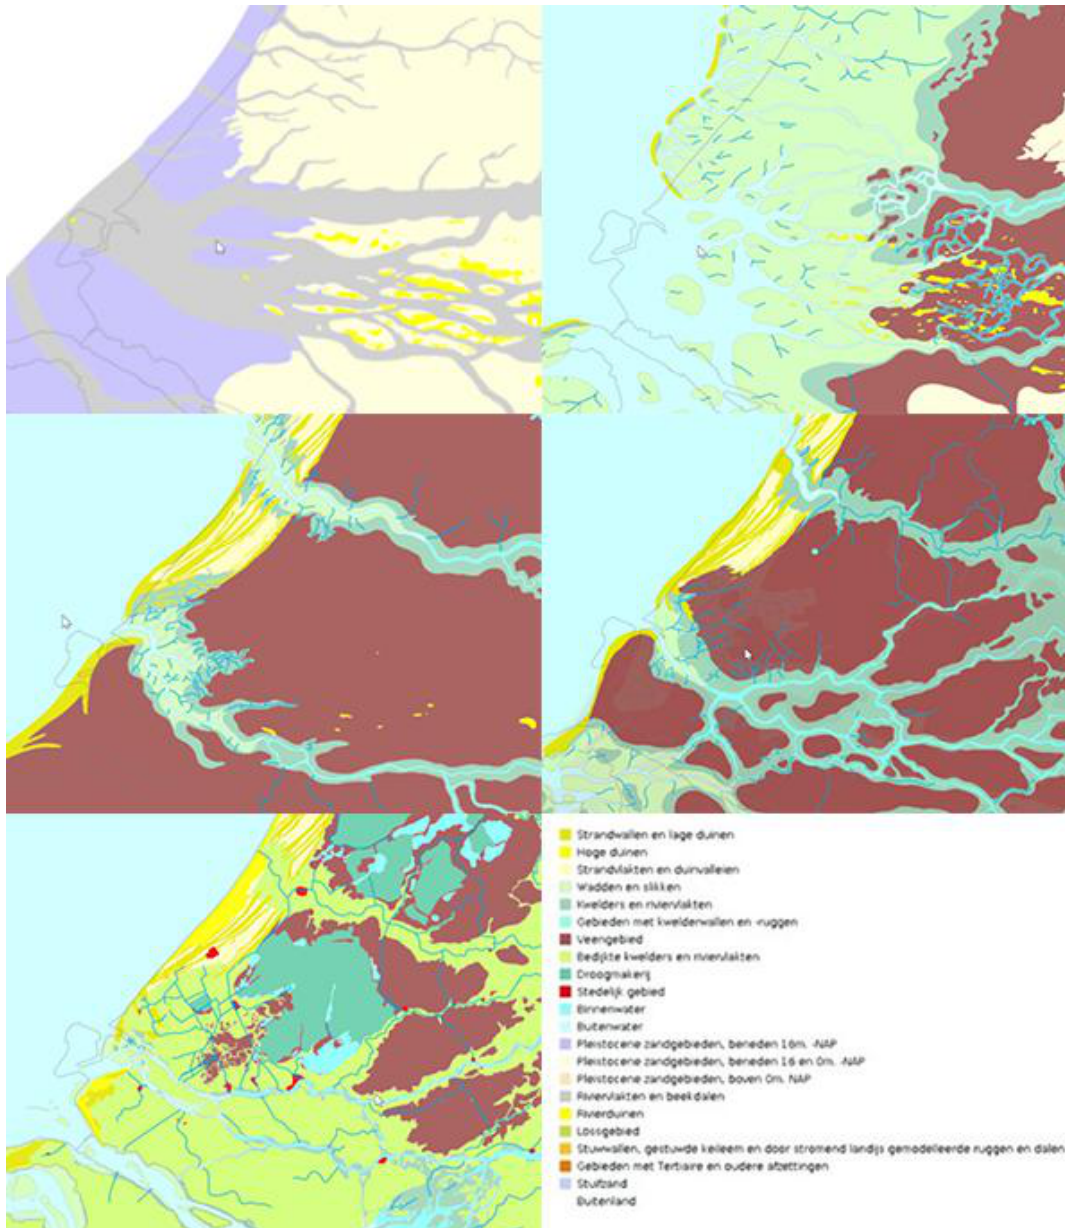 Strandwallen en lage duinen
Hoge duinen
Strandvlakten en duinvalleien
Wadden en slikken
Kwelders en riviervlakten
Gebieden met kwelderwallen en -ruggen
Veengebied
Bedijkte kwelders en riviervlakten
Droogmakerij
Stedelijk gebied
Binnenwater
Buitenwater
Pleistocene zandgebieden, beneden 16m. -NAP
Pleistocene zandgebieden, beneden 16 en 0m. -NAP
Pleistocene zandgebieden, boven 0m. NAP
Riviervlakten en beekdalen
Rivierduinen
Lossgebied
Stuwwallen, gestuwde keileem en door stromend landijs gemodelleerde ruggen en dalen
Gebieden met Tertiaire en oudere afzettingen
Stuifzand
Buitenland